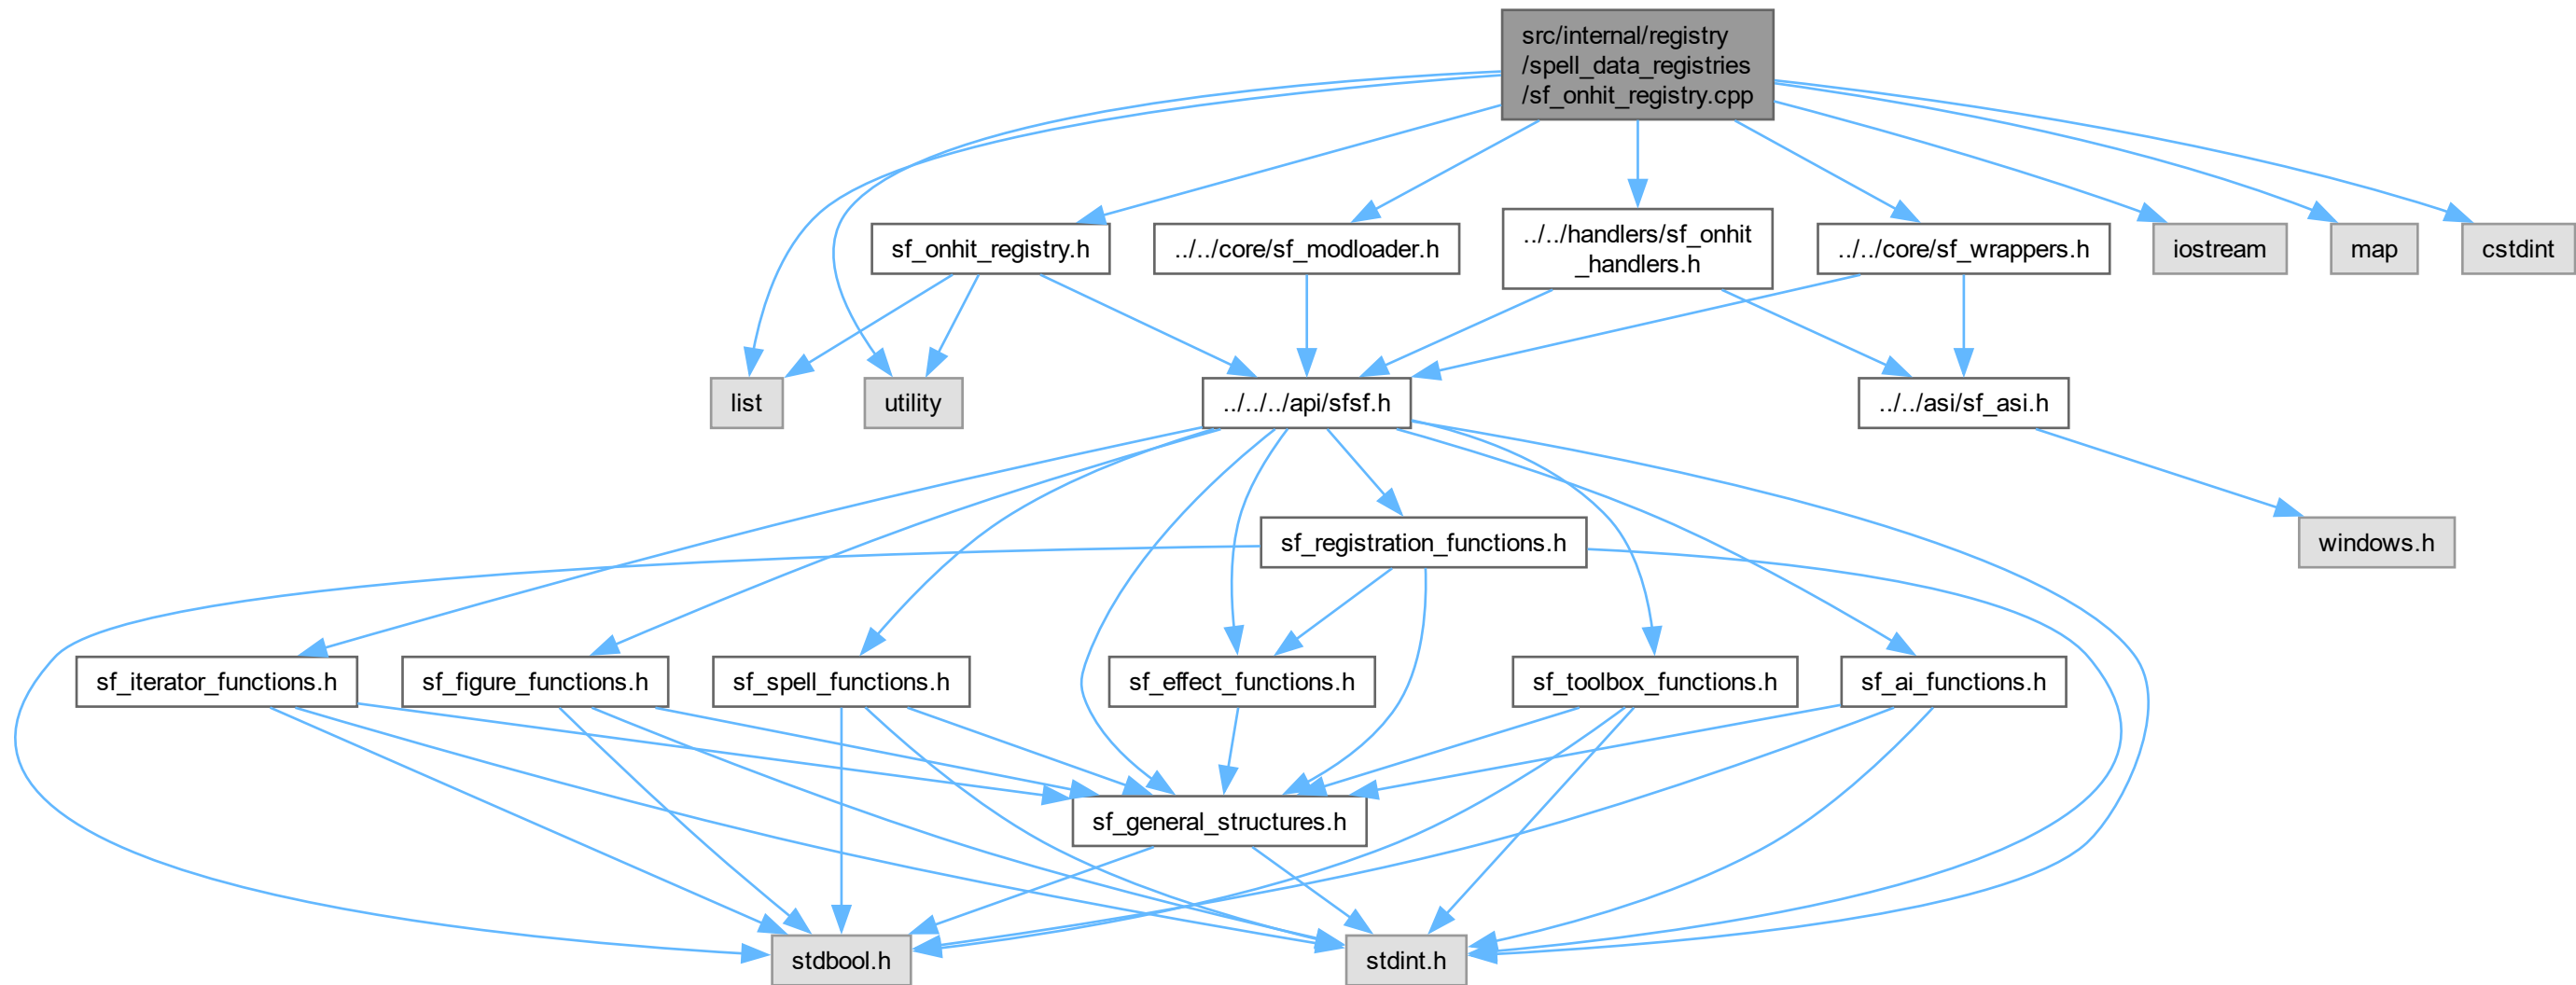 src/internal/registry
/spell_data_registries
/sf_onhit_registry.cpp
sf_onhit_registry.h
../../core/sf_modloader.h
../../handlers/sf_onhit
_handlers.h
../../core/sf_wrappers.h
iostream
map
cstdint
list
utility
../../../api/sfsf.h
../../asi/sf_asi.h
sf_registration_functions.h
windows.h
sf_iterator_functions.h
sf_figure_functions.h
sf_spell_functions.h
sf_effect_functions.h
sf_toolbox_functions.h
sf_ai_functions.h
sf_general_structures.h
stdbool.h
stdint.h